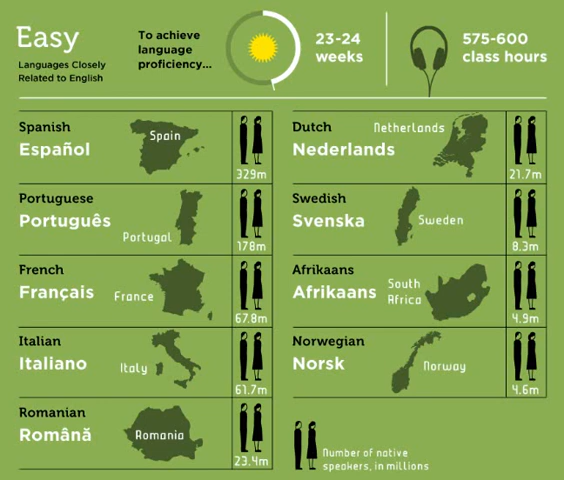 Easy
Languages Closely
Related to English
To achieve
language
proficiency...
23-24
weeks
575-600
class hours
Spanish
Español
Spain
329m
Portuguese
Português
Portugal
178m
French
Français
France
67.8m
Italian
Italiano
Italy
61.7m
Romanian
Română
Romania
23.4m
Dutch
Nederlands
Netherlands
21.7m
Swedish
Svenska
Sweden
8.3m
Afrikaans
Afrikaans
South
Africa
4.9m
Norwegian
Norsk
Norway
4.6m
Number of native
speakers, in millions